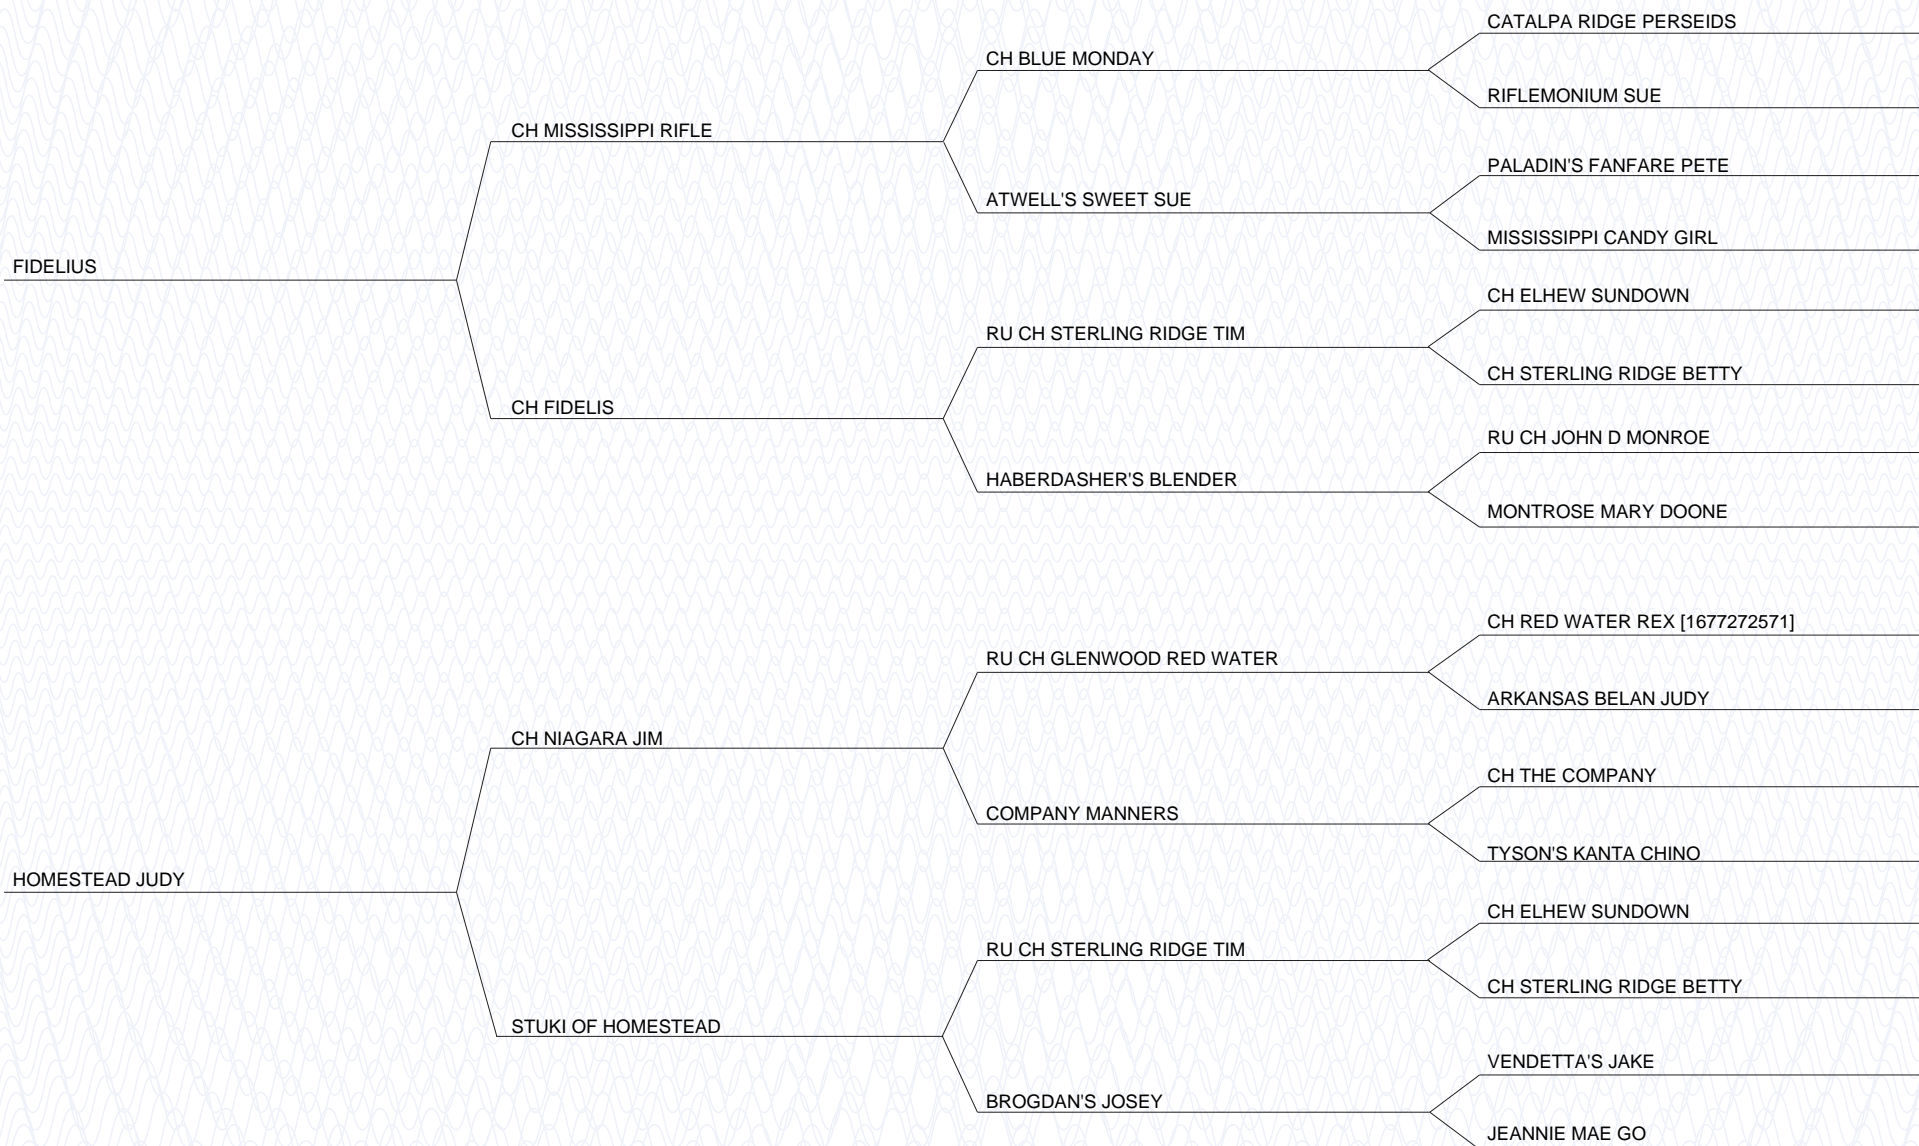 CATALPA RIDGE PERSEIDS
CH BLUE MONDAY
RIFLEMONIUM SUE
CH MISSISSIPPI RIFLE
PALADIN'S FANFARE PETE
ATWELL'S SWEET SUE
MISSISSIPPI CANDY GIRL
FIDELIUS
CH ELHEW SUNDOWN
RU CH STERLING RIDGE TIM
CH STERLING RIDGE BETTY
CH FIDELIS
RU CH JOHN D MONROE
HABERDASHER'S BLENDER
MONTROSE MARY DOONE
CH RED WATER REX [1677272571]
RU CH GLENWOOD RED WATER
ARKANSAS BELAN JUDY
CH NIAGARA JIM
CH THE COMPANY
COMPANY MANNERS
TYSON'S KANTA CHINO
HOMESTEAD JUDY
CH ELHEW SUNDOWN
RU CH STERLING RIDGE TIM
CH STERLING RIDGE BETTY
STUKI OF HOMESTEAD
VENDETTA'S JAKE
BROGDAN'S JOSEY
JEANNIE MAE GO